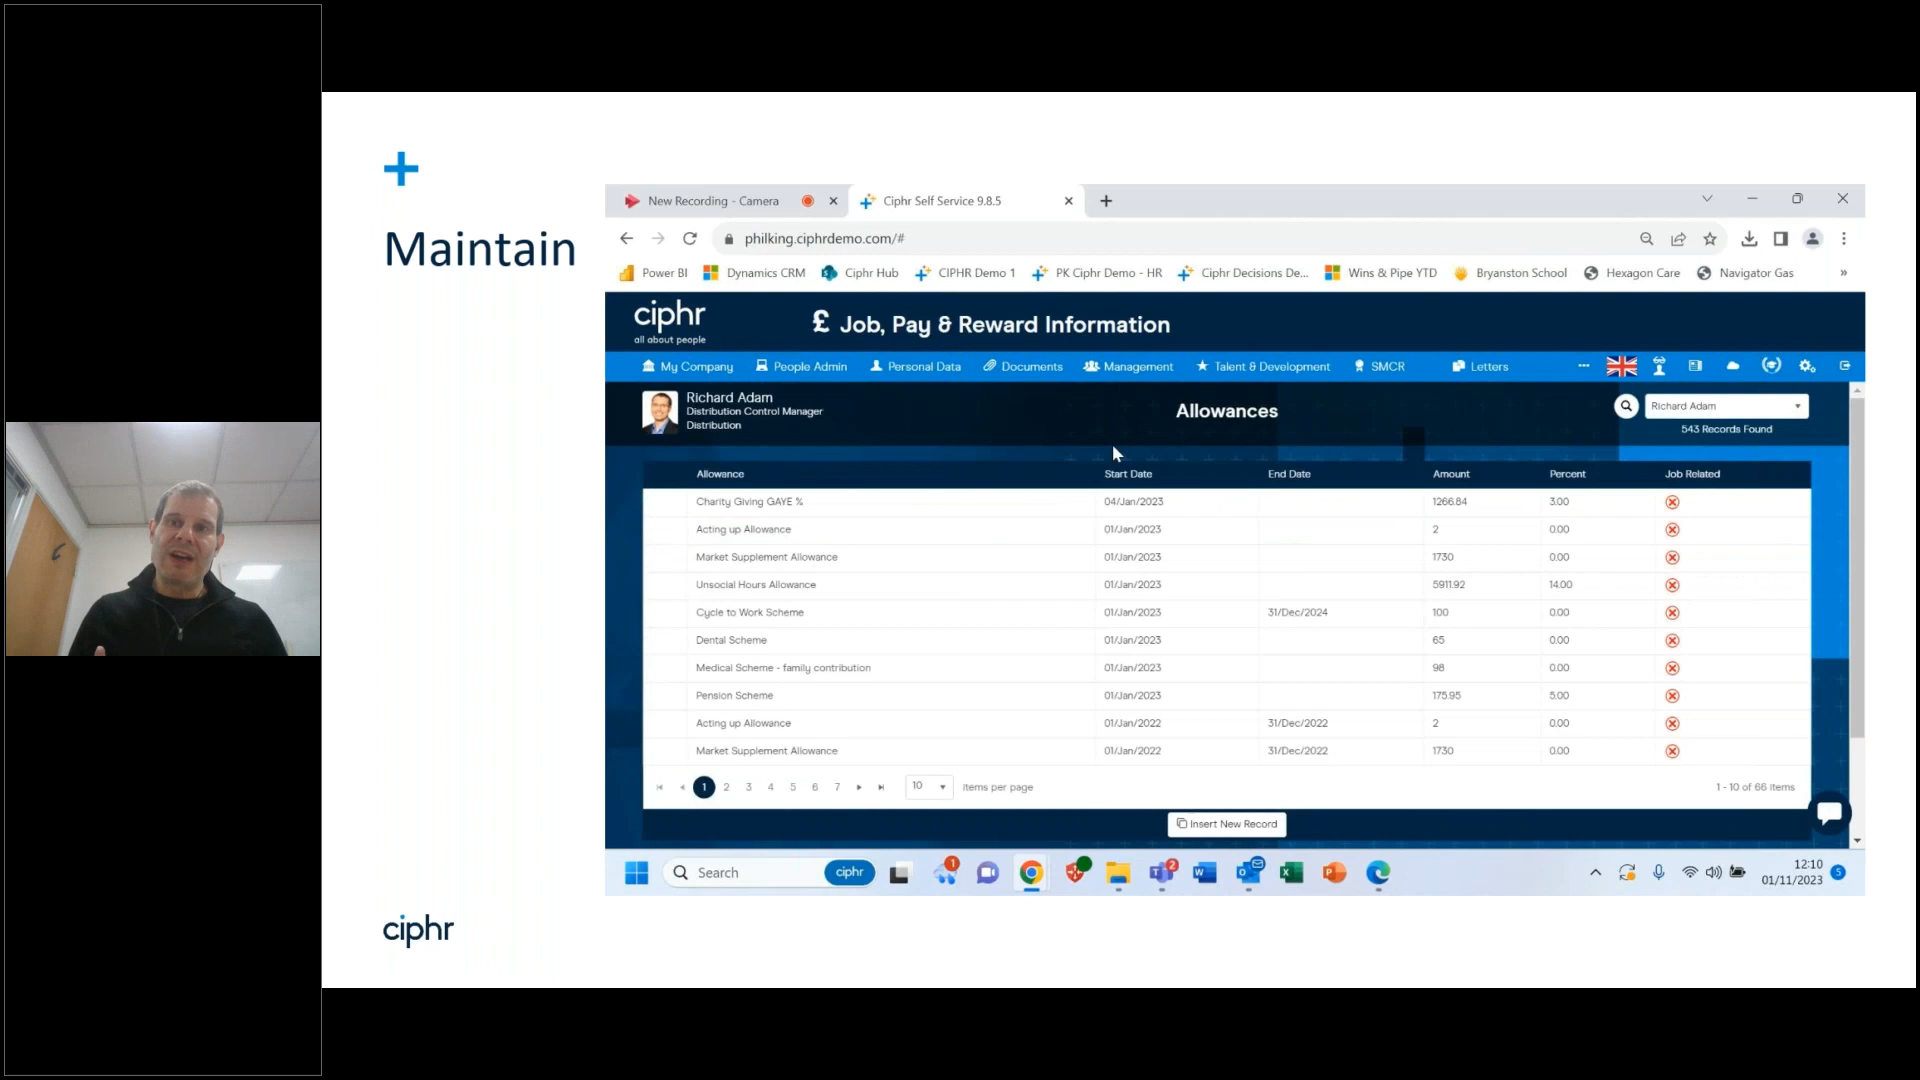 Maintain
New Recording - Camera
Ciphr Self Service 9.8.5
philking.ciphrdemo.com/#
Power BI Dynamics CRM Ciphr Hub CIPHR Demo 1 PK Ciphr Demo - HR Ciphr Decisions De... Wins & Pipe YTD Bryanston School Hexagon Care Navigator Gas »
ciphr
all about people
£ Job, Pay & Reward Information
My Company People Admin Personal Data Documents Management Talent & Development SMCR Letters
Richard Adam
Distribution Control Manager
Distribution
Allowances
Richard Adam
543 Records Found
Allowance Start Date End Date Amount Percent Job Related
Charity Giving GAYE % 04/Jan/2023 1266.84 3.00
Acting up Allowance 01/Jan/2023 2 0.00
Market Supplement Allowance 01/Jan/2023 1730 0.00
Unsocial Hours Allowance 01/Jan/2023 5911.92 14.00
Cycle to Work Scheme 01/Jan/2023 31/Dec/2024 100 0.00
Dental Scheme 01/Jan/2023 65 0.00
Medical Scheme - family contribution 01/Jan/2023 98 0.00
Pension Scheme 01/Jan/2023 175.95 5.00
Acting up Allowance 01/Jan/2022 31/Dec/2022 2 0.00
Market Supplement Allowance 01/Jan/2022 31/Dec/2022 1730 0.00
1 2 3 4 5 6 7 10 items per page 1 - 10 of 66 items
Insert New Record
Search ciphr 1 2 12:10
01/11/2023 5
ciphr